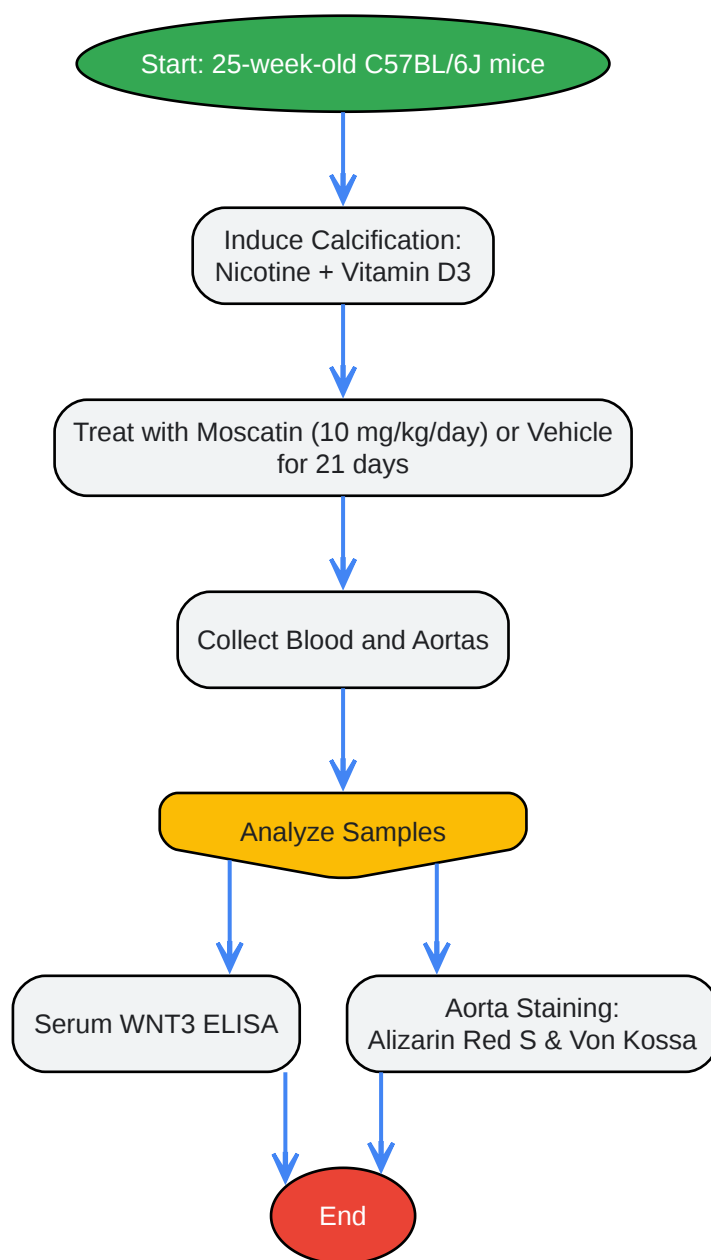 Start: 25-week-old C57BL/6J mice
Induce Calcification:
Nicotine + Vitamin D3
Treat with Moscatin (10 mg/kg/day) or Vehicle
for 21 days
Collect Blood and Aortas
Analyze Samples
Serum WNT3 ELISA
Aorta Staining:
Alizarin Red S & Von Kossa
End